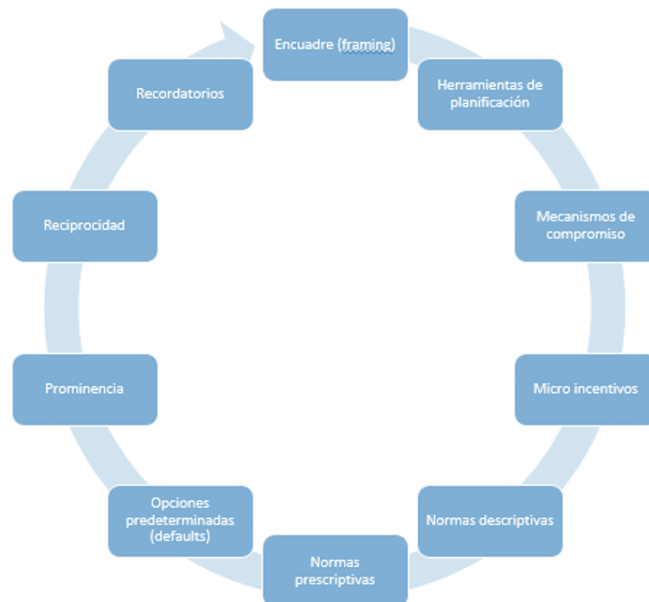 Encuadre (framing)
Herramientas de
planificación
Mecanismos de
compromiso
Micro incentivos
Normas descriptivas
Normas
prescriptivas
Opciones
predeterminadas
(defaults)
Prominencia
Reciprocidad
Recordatorios